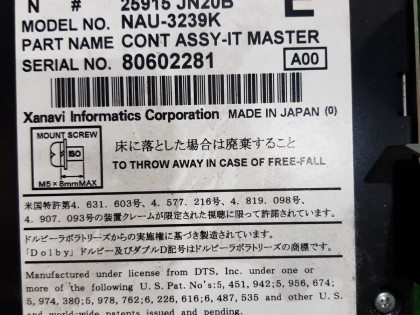 N # 25915 JN20B E
MODEL NO. NAU-3239K
PART NAME CONT ASSY-IT MASTER
SERIAL NO. 80602281 A00
Xanavi Informatics Corporation MADE IN JAPAN (0)
MOUNT SCREW
ISO
M5×8mmMAX
床に落とした場合は廃棄すること
TO THROW AWAY IN CASE OF FREE-FALL
米国特許第4. 631. 603号、4. 577. 216号、4. 819. 098号、
4. 907. 093号の装置クレームが限定された視聴に限って許諾されています。
ドルビーラボラトリーズからの実施権に基づき製造されています。
「Dolby」ドルビー及びダブルD記号はドルビーラボラトリーズの商標です。
Manufactured under license from DTS, Inc. under one or
more of the following U. S. Pat. No's:5, 451, 942;5, 956, 674;
5, 974, 380;5, 978, 762;6, 226, 616;6, 487, 535 and other U. S.
and world-wide patents issued and pending.